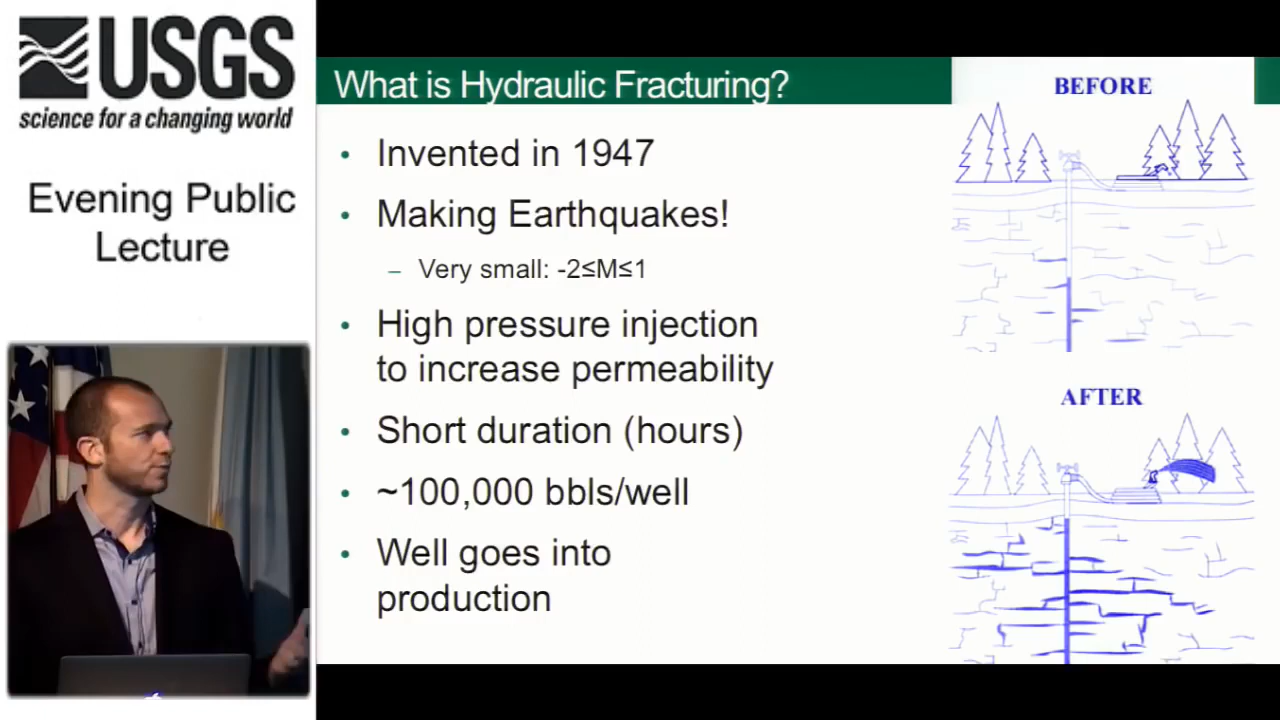 USGS
science for a changing world
Evening Public
Lecture
What is Hydraulic Fracturing?
• Invented in 1947
• Making Earthquakes!
– Very small: -2≤M≤1
• High pressure injection
to increase permeability
• Short duration (hours)
• ~100,000 bbls/well
• Well goes into
production
BEFORE
AFTER